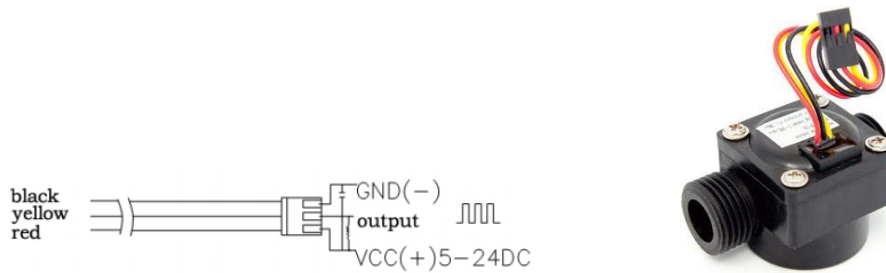 black
yellow
red
GND(-)
output
VCC(+)5-24DC